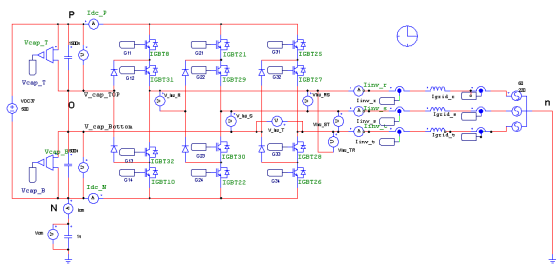 P
Idc_P
Vcap_T
Vcap_T
G11
IGBT8
G21
IGBT21
G31
IGBT25
G12
IGBT31
G22
IGBT29
G32
IGBT27
V_cap_TOP
VDC37
O
V_cap_Bottom
Iinv_r
Igrid_r
60
n
Iinv_s
Igrid_s
Iinv_t
Igrid_t
Vcap_B
Vcap_B
G13
IGBT32
G23
IGBT30
G33
IGBT28
G14
IGBT10
G24
IGBT22
G34
IGBT26
Idc_N
N